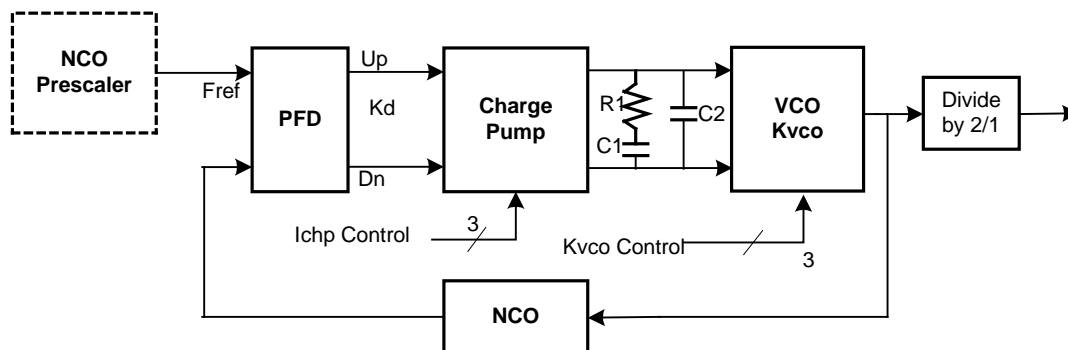 NCO
Prescaler
Fref
PFD
Up
Kd
Dn
Charge
Pump
R1
C1
C2
VCO
Kvco
Divide
by 2/1
Ichp Control
3
Kvco Control
3
NCO